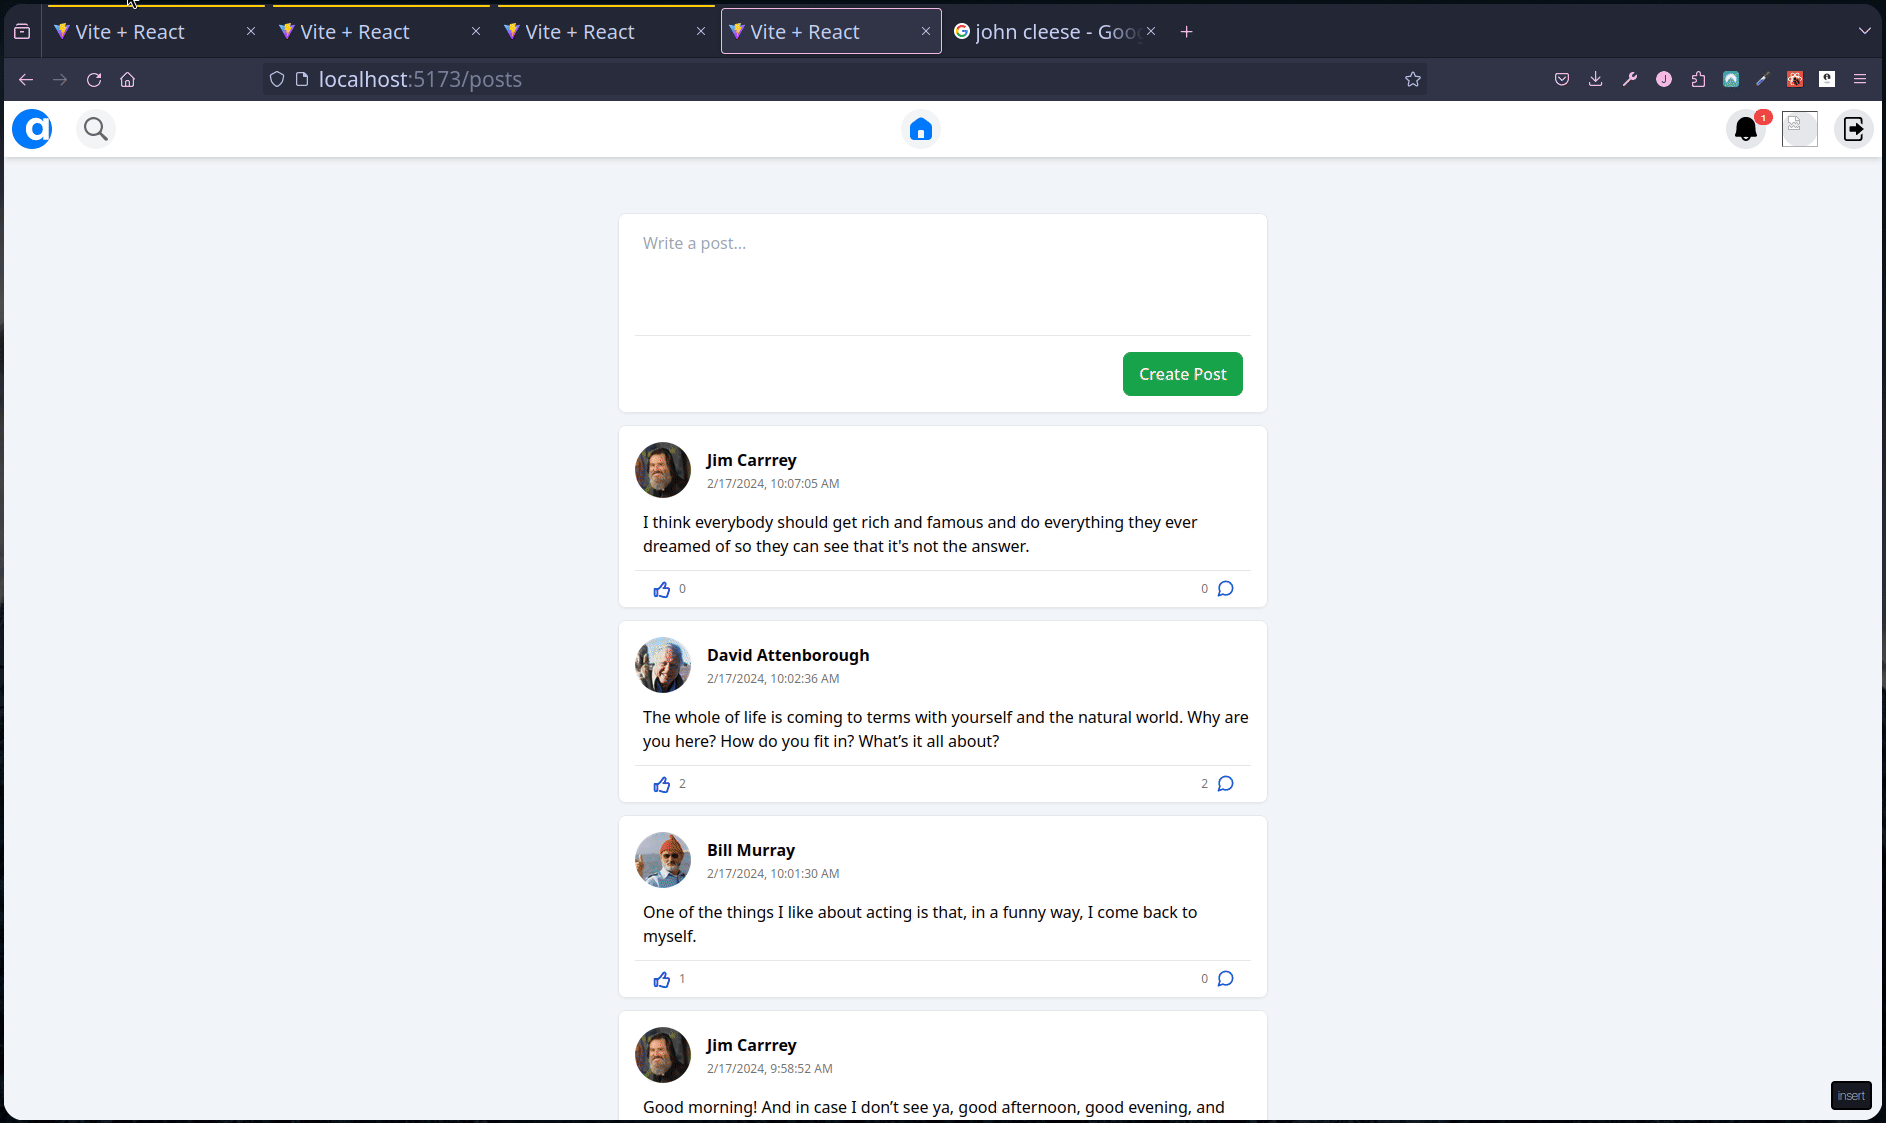 Vite + React
Vite + React
Vite + React
Vite + React
john cleese - Goo
localhost:5173/posts
1
Write a post...
Create Post
Jim Carrrey
2/17/2024, 10:07:05 AM
I think everybody should get rich and famous and do everything they ever
dreamed of so they can see that it's not the answer.
0
0
David Attenborough
2/17/2024, 10:02:36 AM
The whole of life is coming to terms with yourself and the natural world. Why are
you here? How do you fit in? What’s it all about?
2
2
Bill Murray
2/17/2024, 10:01:30 AM
One of the things I like about acting is that, in a funny way, I come back to
myself.
1
0
Jim Carrrey
2/17/2024, 9:58:52 AM
Good morning! And in case I don’t see ya, good afternoon, good evening, and
insert